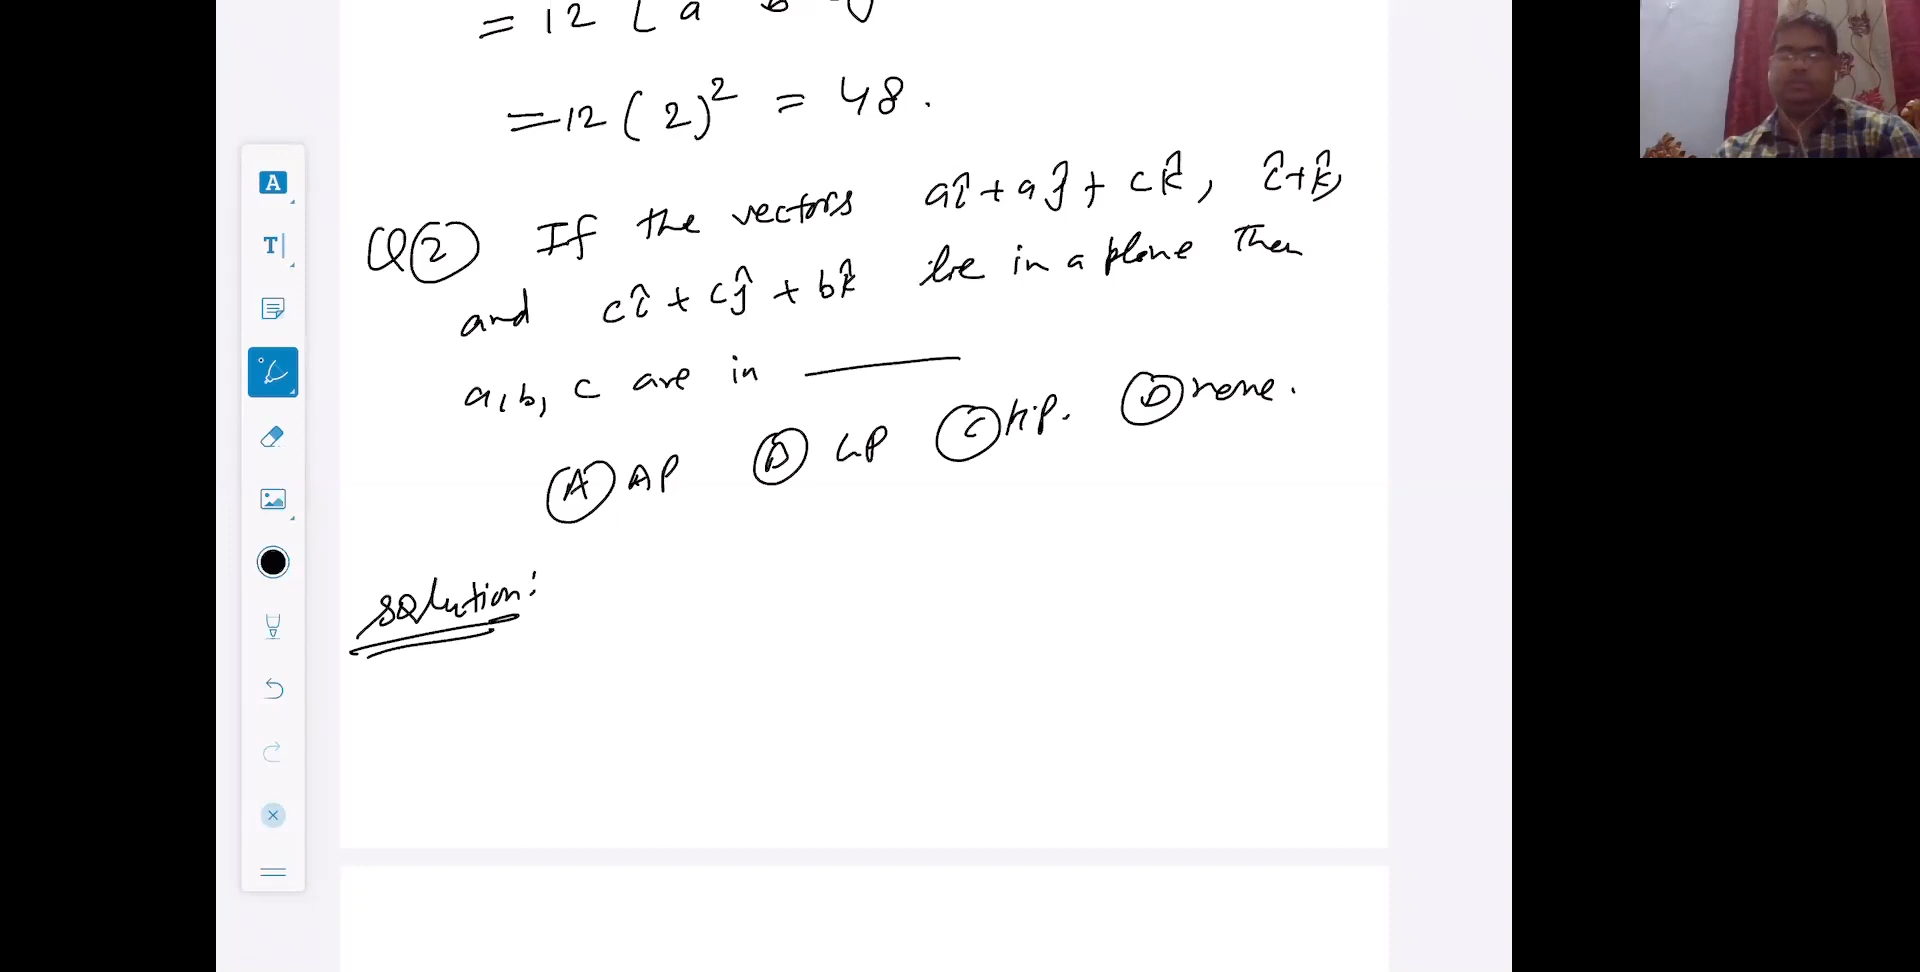 = 12 [ a b
= 12 ( 2 )² = 48 .
Q② If the vectors aî + aĵ + ck̂ , î + k̂,
and cî + cĵ + bk̂ lie in a plane then
a, b, c are in ______
Ⓐ AP Ⓑ GP Ⓒ H.P. Ⓓ none .
solution :
A
T